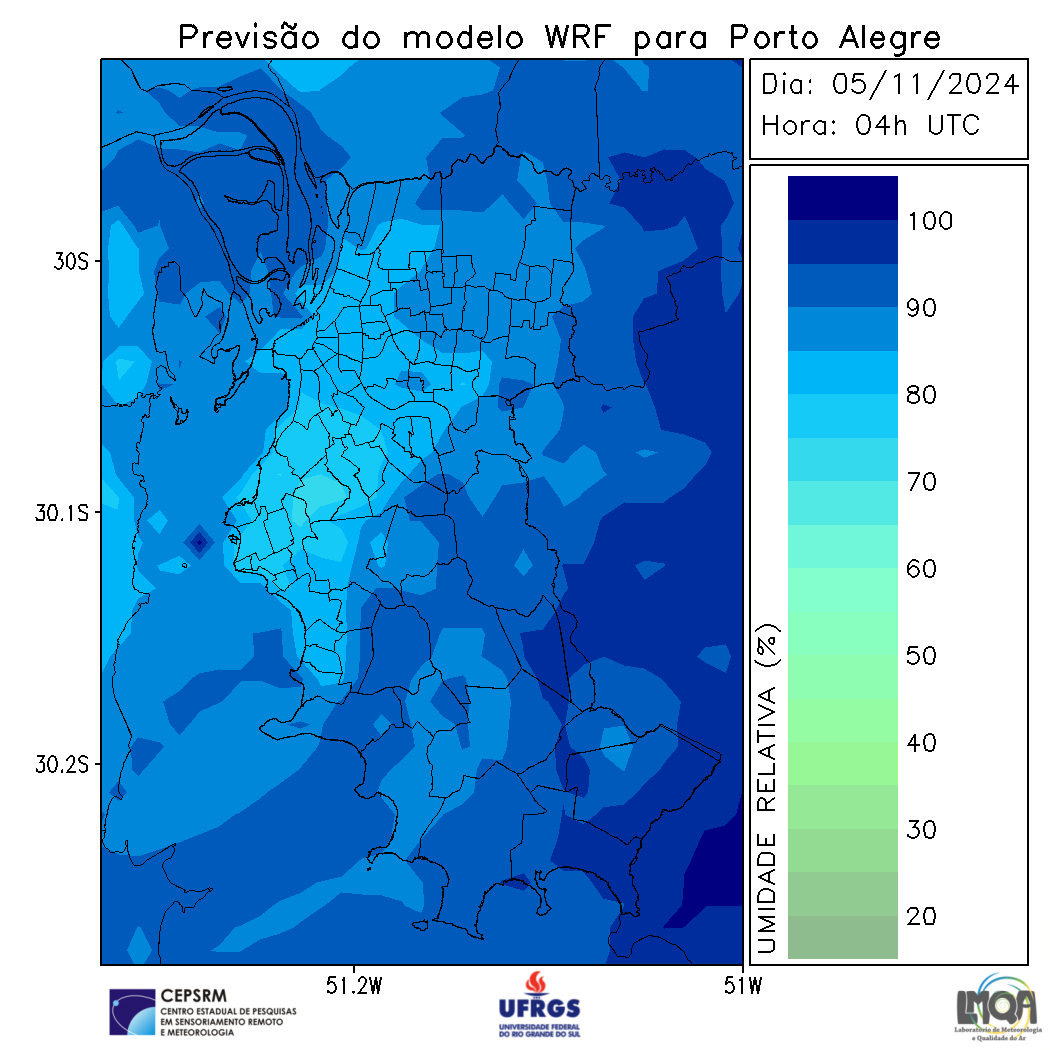 Previsão do modelo WRF para Porto Alegre
Dia: 05/11/2024
Hora: 04h UTC
30S
30.1S
30.2S
51.2W
51W
100
90
80
70
60
50
40
30
20
UMIDADE RELATIVA (%)
CEPSRM
CENTRO ESTADUAL DE PESQUISAS
EM SENSORIAMENTO REMOTO
E METEOROLOGIA
UFRGS
UNIVERSIDADE FEDERAL
DO RIO GRANDE DO SUL
LMQA
Laboratório de Meteorologia
e Qualidade do Ar